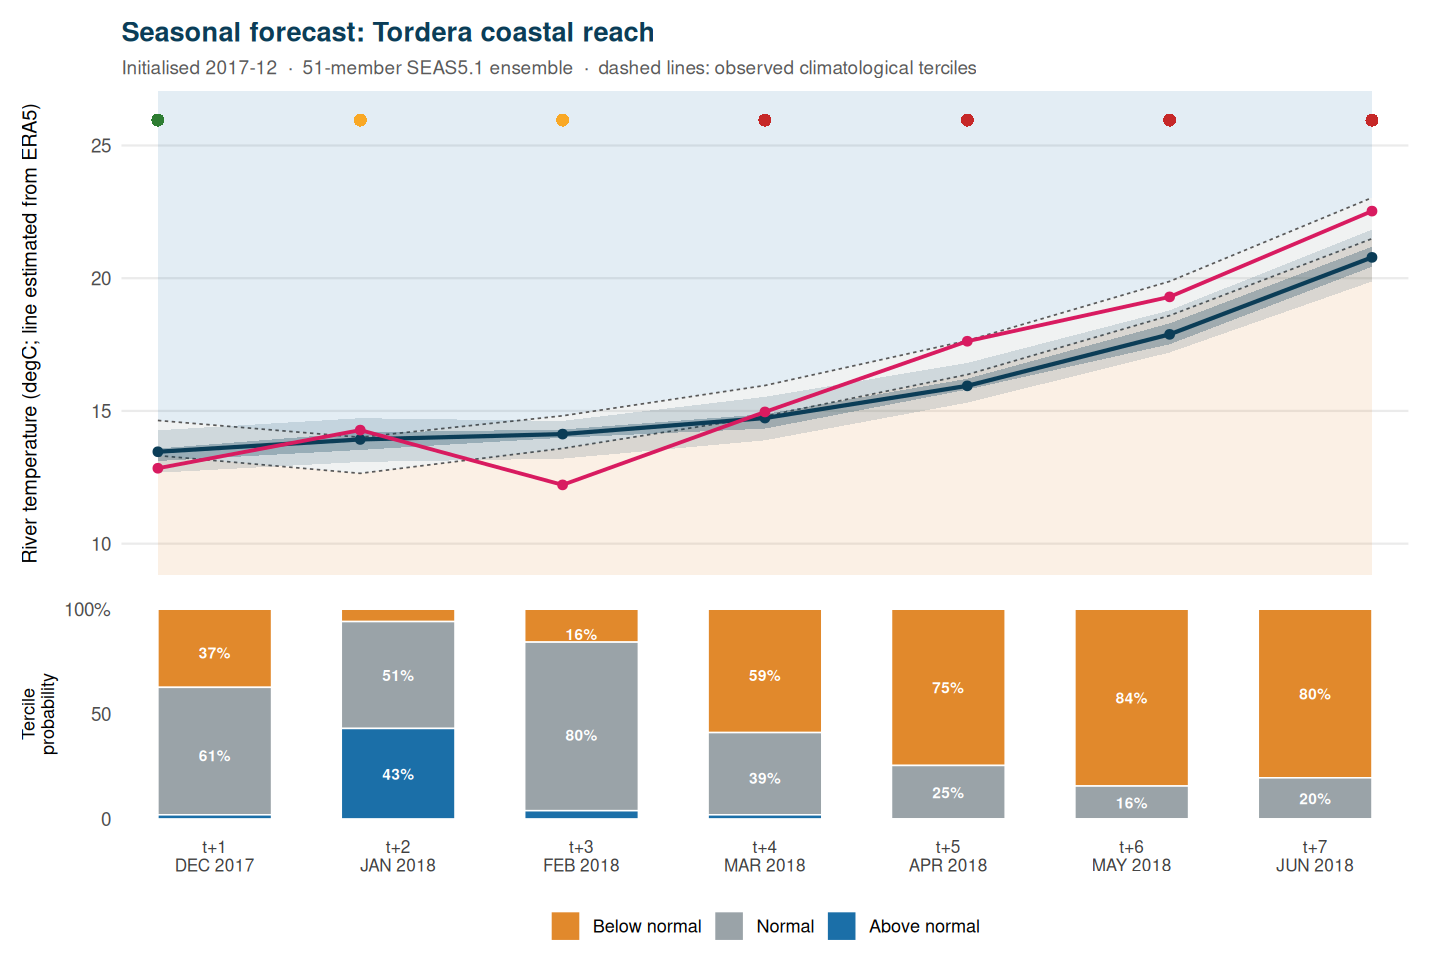 Seasonal forecast: Tordera coastal reach
Initialised 2017-12 · 51-member SEAS5.1 ensemble · dashed lines: observed climatological terciles
River temperature (degC; line estimated from ERA5)
25
20
15
10
Tercile
probability
100%
50
0
37%
61%
51%
43%
16%
80%
59%
39%
75%
25%
84%
16%
80%
20%
t+1
DEC 2017
t+2
JAN 2018
t+3
FEB 2018
t+4
MAR 2018
t+5
APR 2018
t+6
MAY 2018
t+7
JUN 2018
Below normal
Normal
Above normal